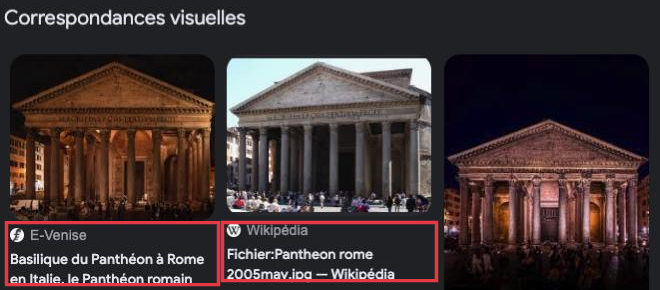 Correspondances visuelles
E-Venise
Basilique du Panthéon à Rome
en Italie, le Panthéon romain
Wikipédia
Fichier:Pantheon rome
2005may.jpg — Wikipédia